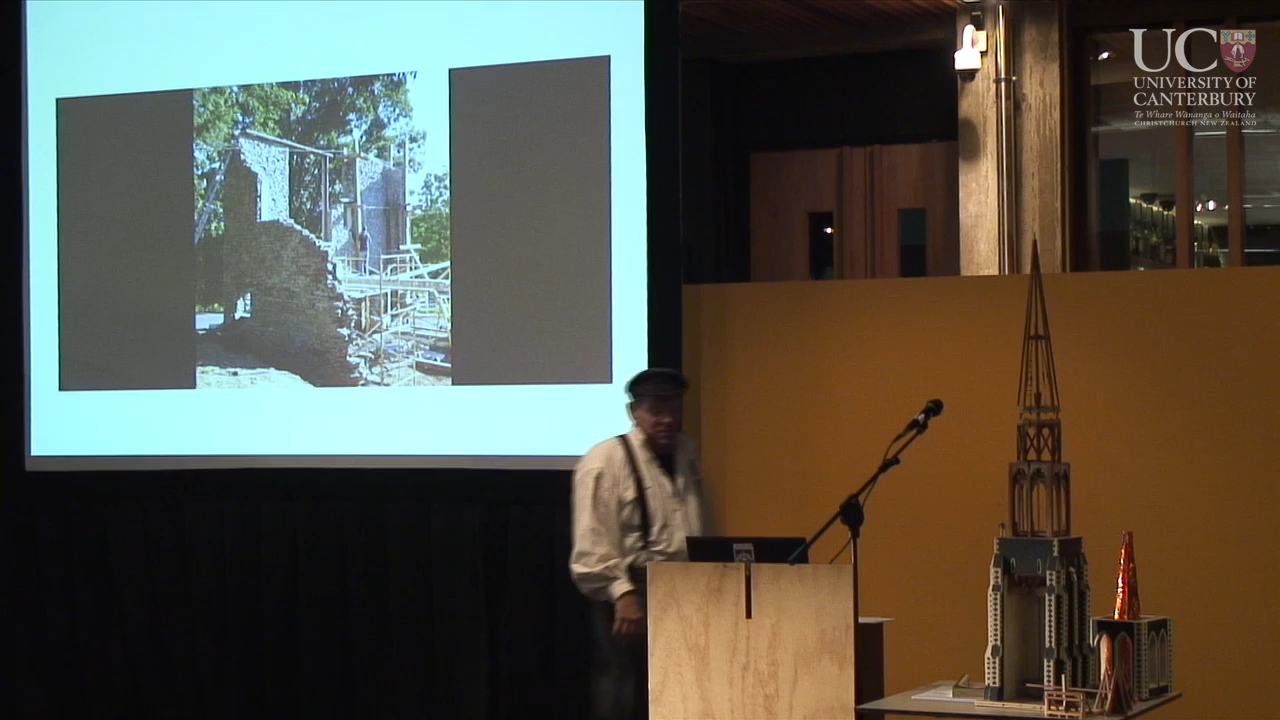 UC
UNIVERSITY OF
CANTERBURY
Te Whare Wānanga o Waitaha
CHRISTCHURCH NEW ZEALAND